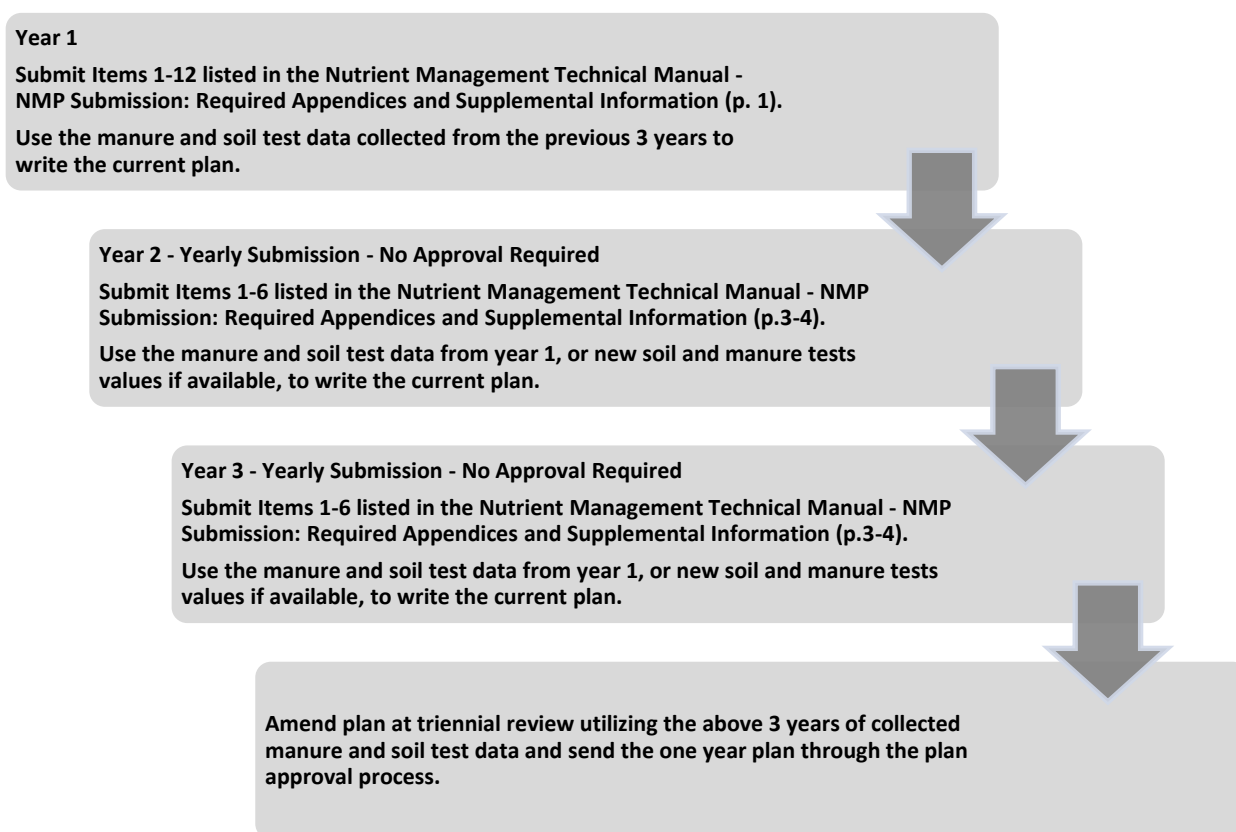 Year 1
Submit Items 1-12 listed in the Nutrient Management Technical Manual -
NMP Submission: Required Appendices and Supplemental Information (p. 1).
Use the manure and soil test data collected from the previous 3 years to
write the current plan.
Year 2 - Yearly Submission - No Approval Required
Submit Items 1-6 listed in the Nutrient Management Technical Manual - NMP
Submission: Required Appendices and Supplemental Information (p.3-4).
Use the manure and soil test data from year 1, or new soil and manure tests
values if available, to write the current plan.
Year 3 - Yearly Submission - No Approval Required
Submit Items 1-6 listed in the Nutrient Management Technical Manual - NMP
Submission: Required Appendices and Supplemental Information (p.3-4).
Use the manure and soil test data from year 1, or new soil and manure tests
values if available, to write the current plan.
Amend plan at triennial review utilizing the above 3 years of collected
manure and soil test data and send the one year plan through the plan
approval process.